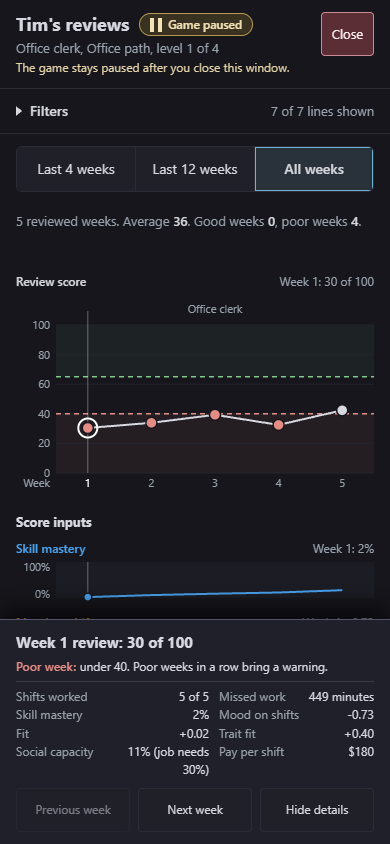 Tim's reviews
Game paused
Close
Office clerk, Office path, level 1 of 4
The game stays paused after you close this window.
Filters
7 of 7 lines shown
Last 4 weeks
Last 12 weeks
All weeks
5 reviewed weeks. Average 36. Good weeks 0, poor weeks 4.
Review score
Week 1: 30 of 100
Office clerk
100
80
60
40
20
0
Week 1 2 3 4 5
Score inputs
Skill mastery
Week 1: 2%
100%
0%
Week 1 review: 30 of 100
Poor week: under 40. Poor weeks in a row bring a warning.
Shifts worked 5 of 5 Missed work 449 minutes
Skill mastery 2% Mood on shifts -0.73
Fit +0.02 Trait fit +0.40
Social capacity 11% (job needs Pay per shift $180
30%)
Previous week
Next week
Hide details